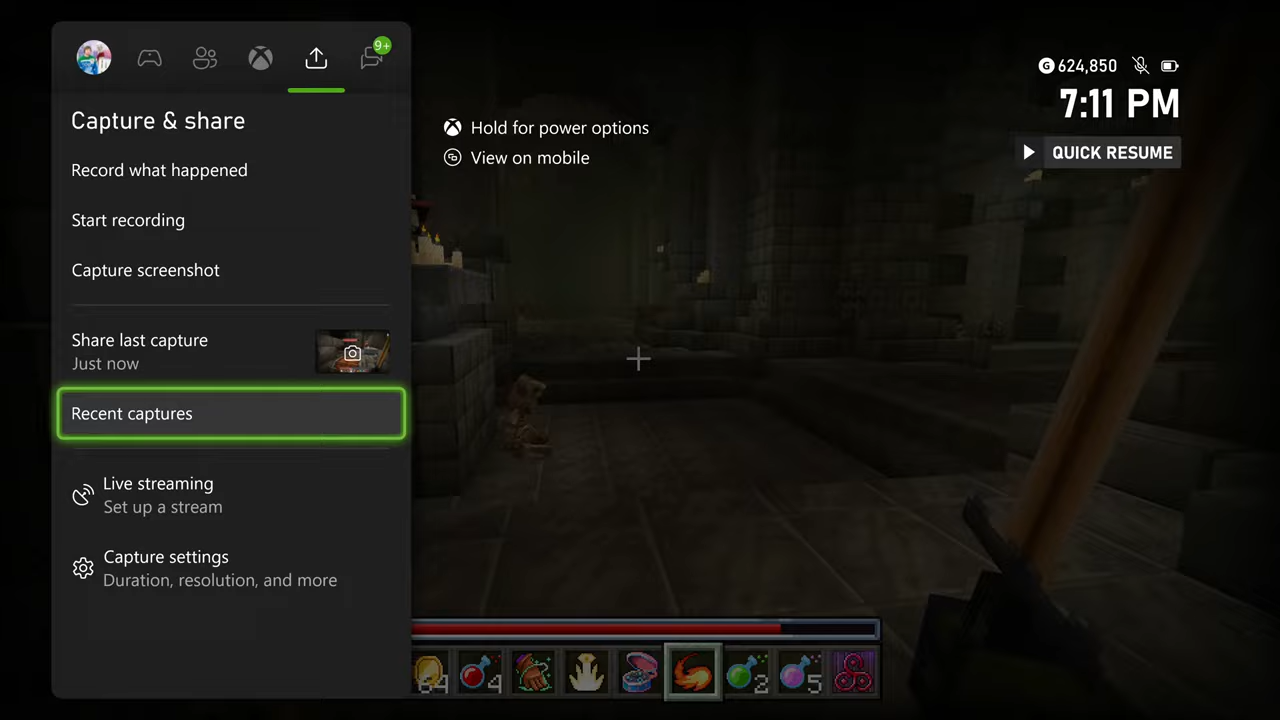 9+
Capture & share
Record what happened
Start recording
Capture screenshot
Share last capture
Just now
Recent captures
Live streaming
Set up a stream
Capture settings
Duration, resolution, and more
Hold for power options
View on mobile
G 624,850
7:11 PM
QUICK RESUME
64 4 2 5